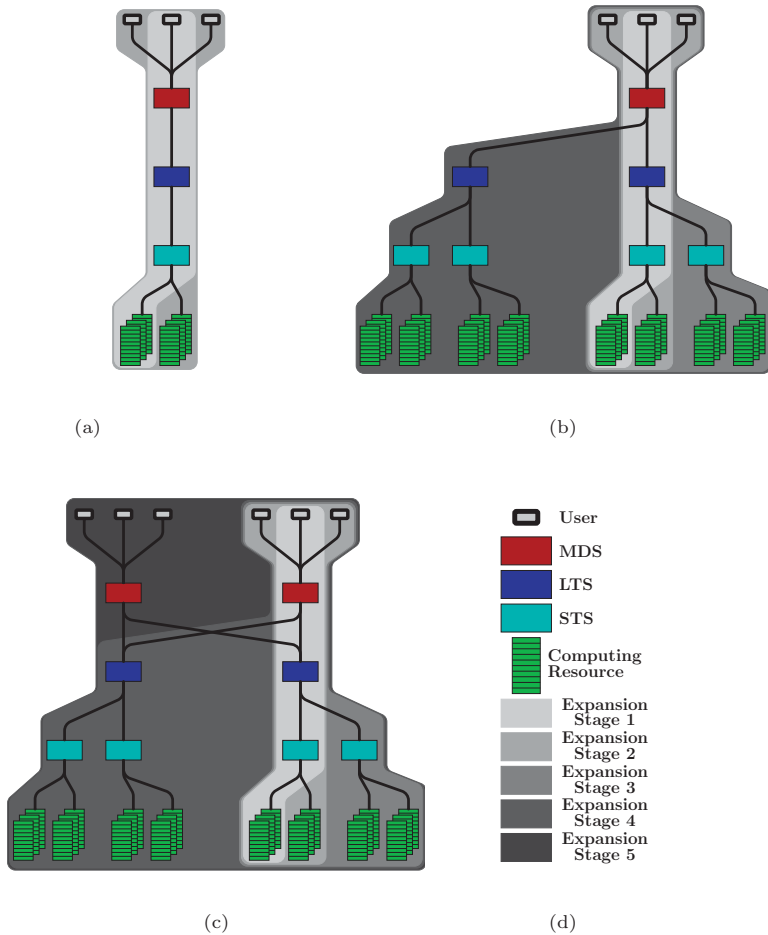 (a)
(b)
User
MDS
LTS
STS
Computing
Resource
Expansion
Stage 1
Expansion
Stage 2
Expansion
Stage 3
Expansion
Stage 4
Expansion
Stage 5
(c)
(d)